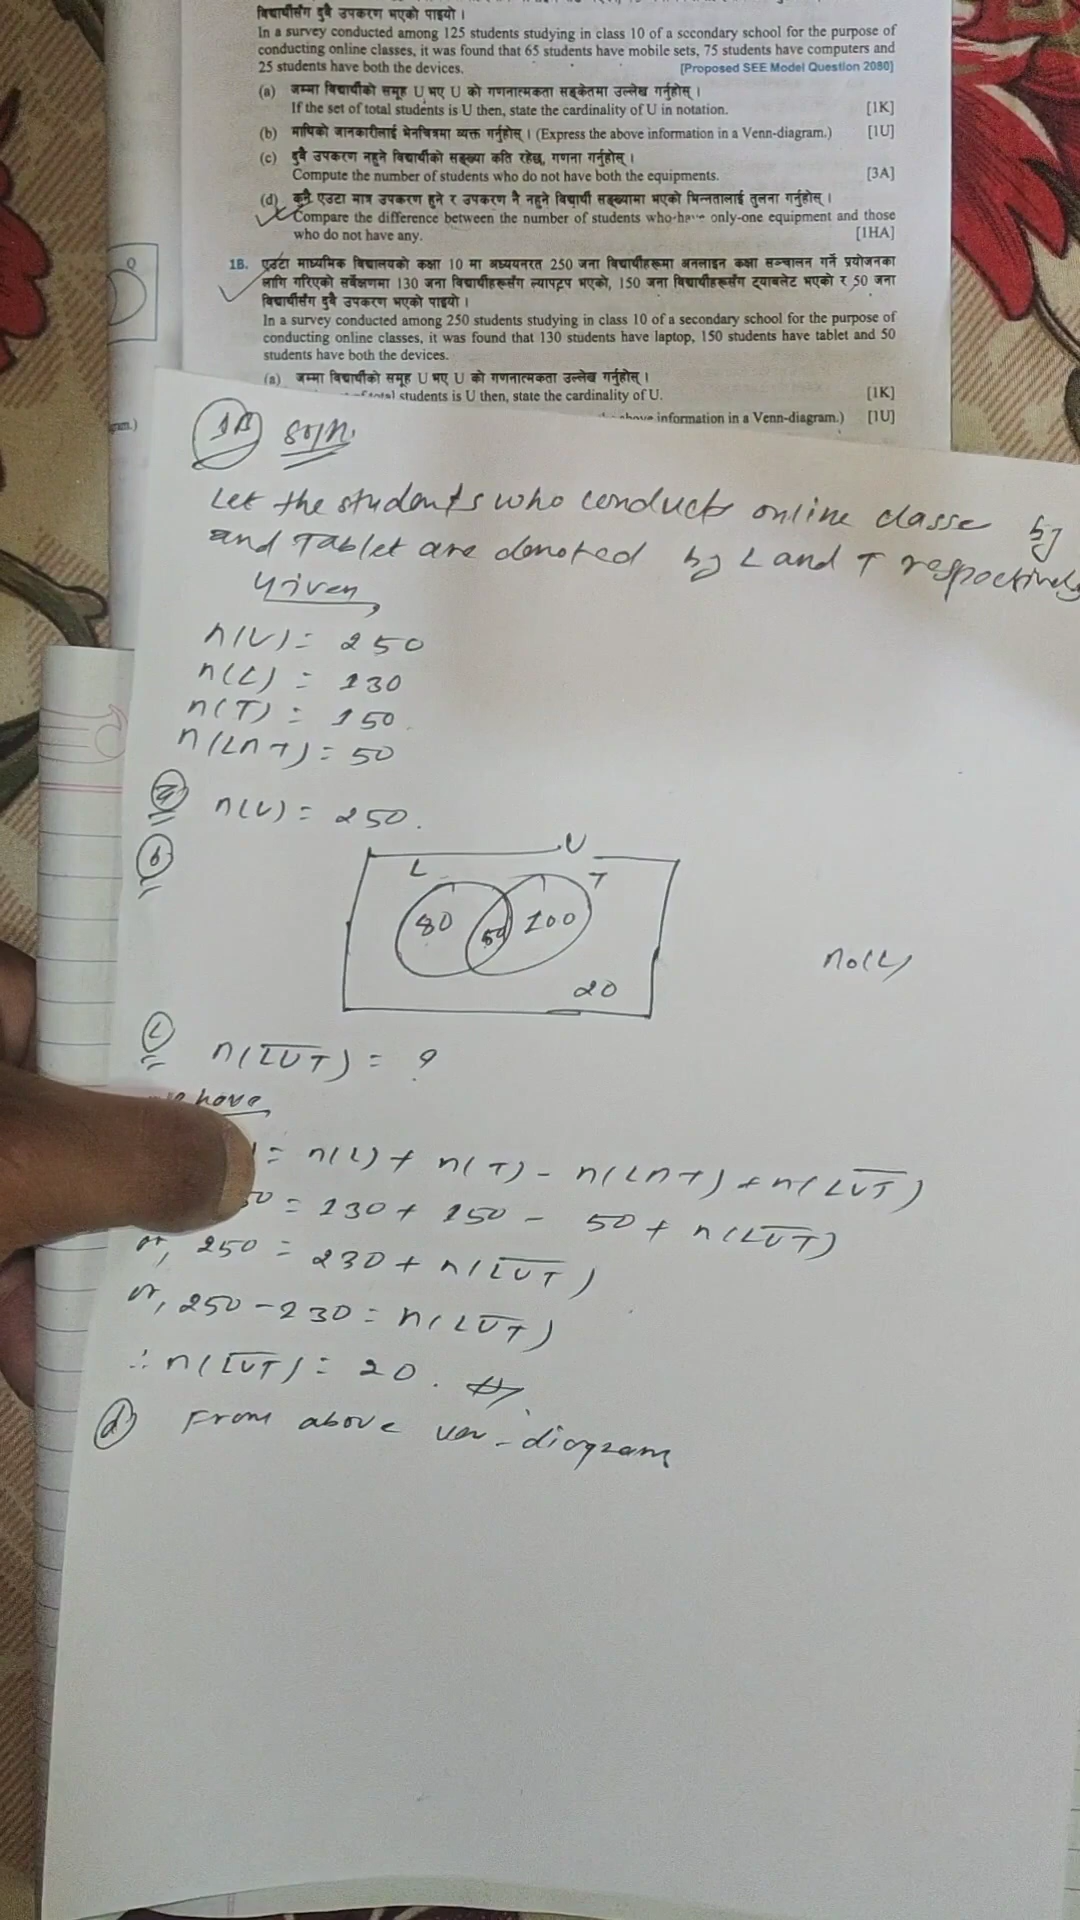 विद्यार्थीसँग दुवै उपकरण भएको पाइयो ।
In a survey conducted among 125 students studying in class 10 of a secondary school for the purpose of
conducting online classes, it was found that 65 students have mobile sets, 75 students have computers and
25 students have both the devices. [Proposed SEE Model Question 2080]
(a) जम्मा विद्यार्थीको समूह U भए U को गणनात्मकता सङ्केतमा उल्लेख गर्नुहोस् ।
If the set of total students is U then, state the cardinality of U in notation. [1K]
(b) माथिको जानकारीलाई भेनचित्रमा व्यक्त गर्नुहोस् । (Express the above information in a Venn-diagram.) [1U]
(c) दुवै उपकरण नहुने विद्यार्थीको सङ्ख्या कति रहेछ, गणना गर्नुहोस् ।
Compute the number of students who do not have both the equipments. [3A]
(d) कुनै एउटा मात्र उपकरण हुने र उपकरण नै नहुने विद्यार्थी सङ्ख्यामा भएको भिन्नतालाई तुलना गर्नुहोस् ।
Compare the difference between the number of students who have only one equipment and those
who do not have any. [1HA]
Q
1B. एउटा माध्यमिक विद्यालयको कक्षा 10 मा अध्ययनरत 250 जना विद्यार्थीहरूमा अनलाइन कक्षा सञ्चालन गर्ने प्रयोजनका
लागि गरिएको सर्वेक्षणमा 130 जना विद्यार्थीहरूसँग ल्यापटप भएको, 150 जना विद्यार्थीहरूसँग ट्याबलेट भएको र 50 जना
विद्यार्थीसँग दुवै उपकरण भएको पाइयो ।
In a survey conducted among 250 students studying in class 10 of a secondary school for the purpose of
conducting online classes, it was found that 130 students have laptop, 150 students have tablet and 50
students have both the devices.
(a) जम्मा विद्यार्थीको समूह U भए U को गणनात्मकता उल्लेख गर्नुहोस् ।
students is U then, state the cardinality of U. [1K]
above information in a Venn-diagram.) [1U]
gram.)
1B soln.
Let the students who conducts online classe by
and Tablet are denoted by L and T respectively
Given,
n(U) = 250
n(L) = 130
n(T) = 150.
n(L∩T) = 50
(a) n(U) = 250.
(b) U
L T
80 50 100
20
no(L)
(c) n(L̅U̅T̅) = ?
have
= n(L) + n(T) - n(L∩T) + n(L̅U̅T̅)
50 = 130 + 150 - 50 + n(L̅U̅T̅)
or, 250 = 230 + n(L̅U̅T̅)
or, 250 - 230 = n(L̅U̅T̅)
∴ n(L̅U̅T̅) = 20.
(d) From above ven-diagram